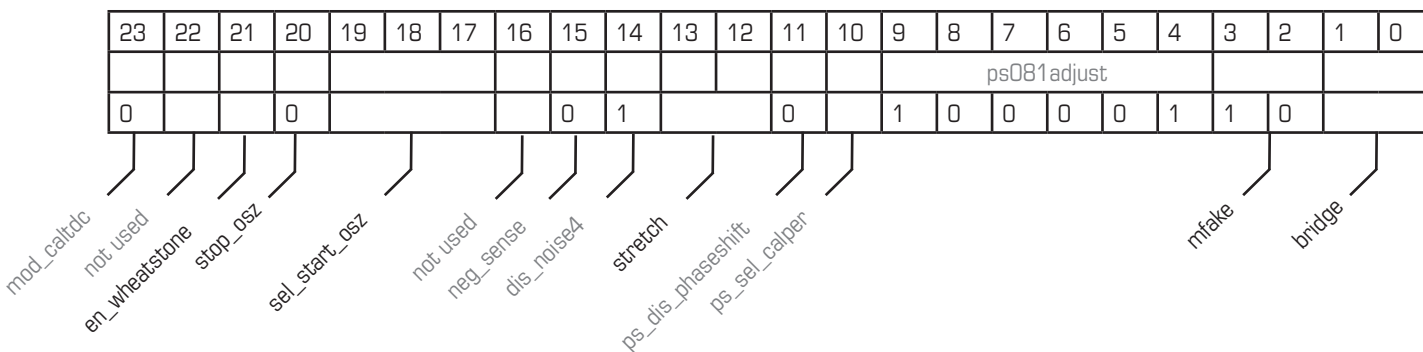 23 22 21 20 19 18 17 16 15 14 13 12 11 10 9 8 7 6 5 4 3 2 1 0
ps081adjust
0 0 0 1 0 1 0 0 0 0 1 1 0
mod_caltdc
not used
en_wheatstone
stop_osz
sel_start_osz
not used
neg_sense
dis_noise4
stretch
ps_dis_phaseshift
ps_sel_calper
mfake
bridge